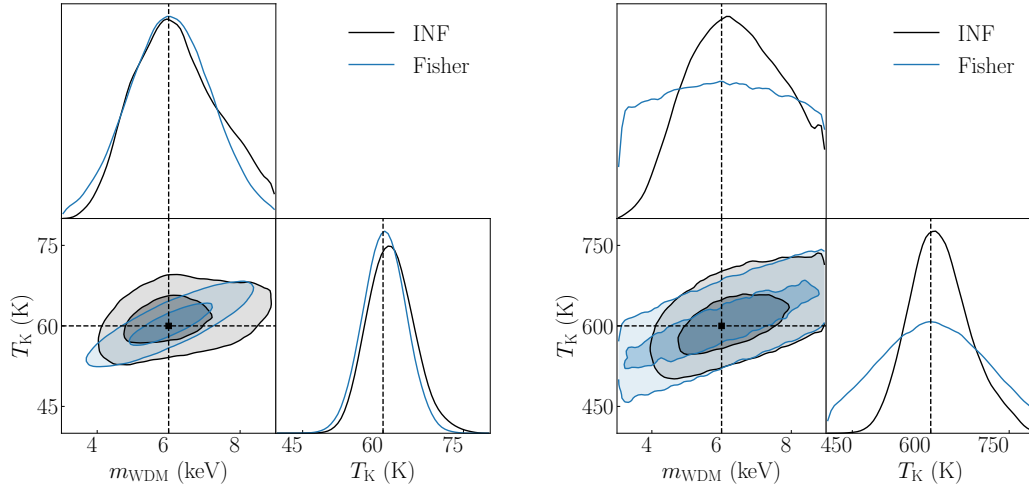 INF
Fisher
75
60
45
T_K (K)
4 6 8
m_WDM (keV)
45 60 75
T_K (K)
INF
Fisher
750
600
450
T_K (K)
4 6 8
m_WDM (keV)
450 600 750
T_K (K)